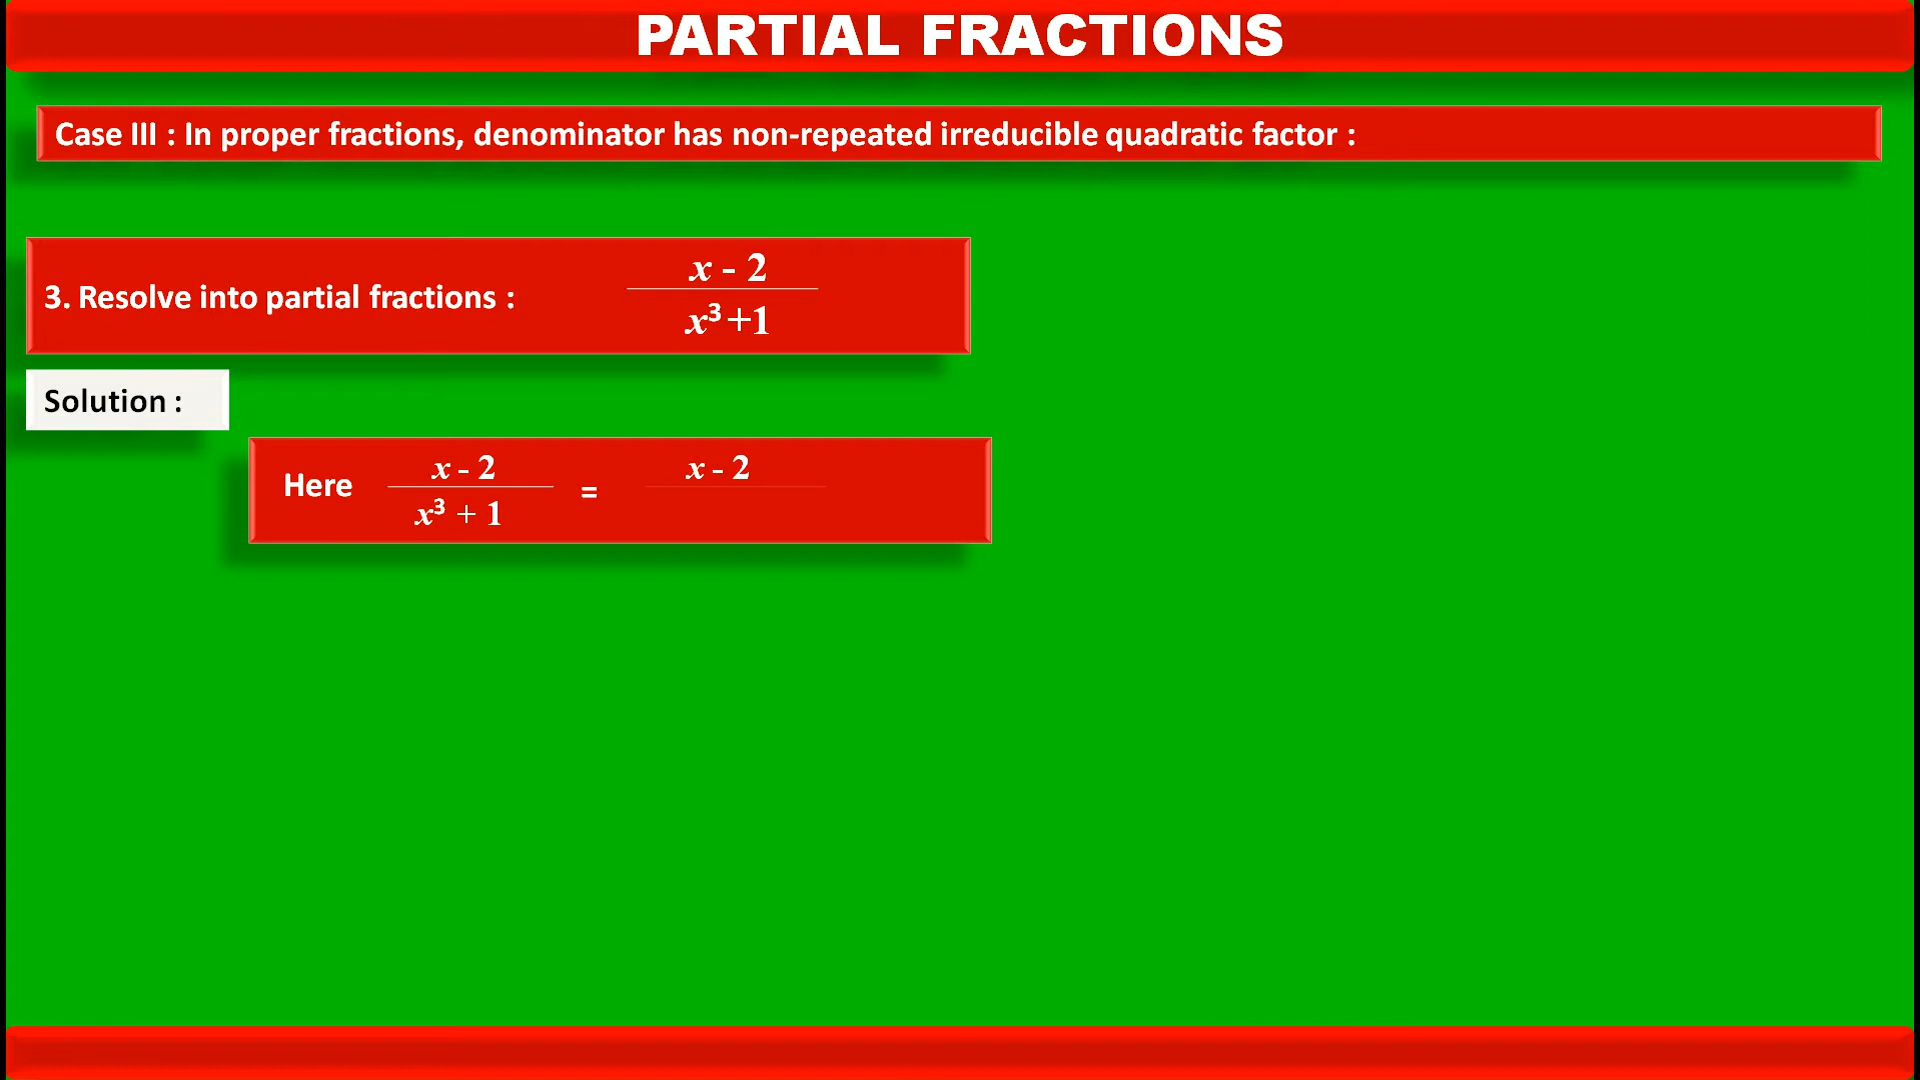 PARTIAL FRACTIONS
Case III : In proper fractions, denominator has non-repeated irreducible quadratic factor :
x - 2
3. Resolve into partial fractions :
x³ +1
Solution :
x - 2 x - 2
Here =
x³ + 1